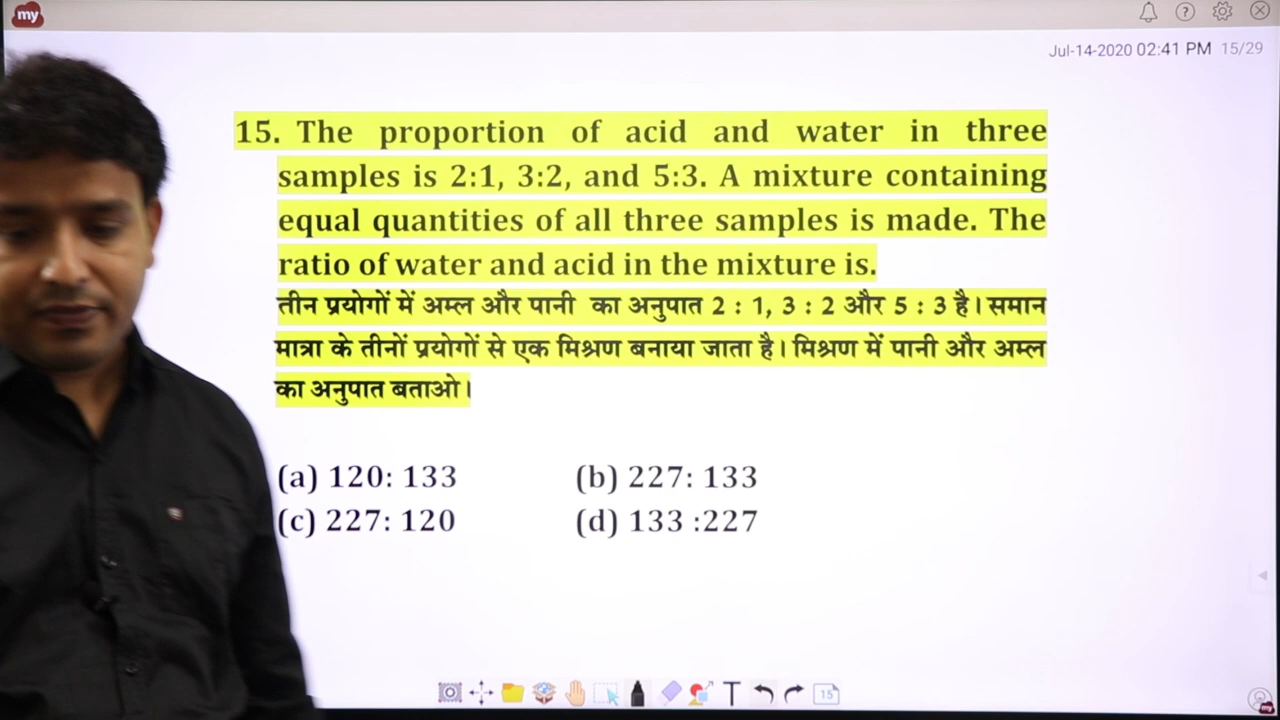 my
Jul-14-2020 02:41 PM 15/29
15. The proportion of acid and water in three
samples is 2:1, 3:2, and 5:3. A mixture containing
equal quantities of all three samples is made. The
ratio of water and acid in the mixture is.
तीन प्रयोगों में अम्ल और पानी का अनुपात 2 : 1, 3 : 2 और 5 : 3 है। समान
मात्रा के तीनों प्रयोगों से एक मिश्रण बनाया जाता है। मिश्रण में पानी और अम्ल
का अनुपात बताओ।
(a) 120: 133 (b) 227: 133
(c) 227: 120 (d) 133 :227
T 15
my